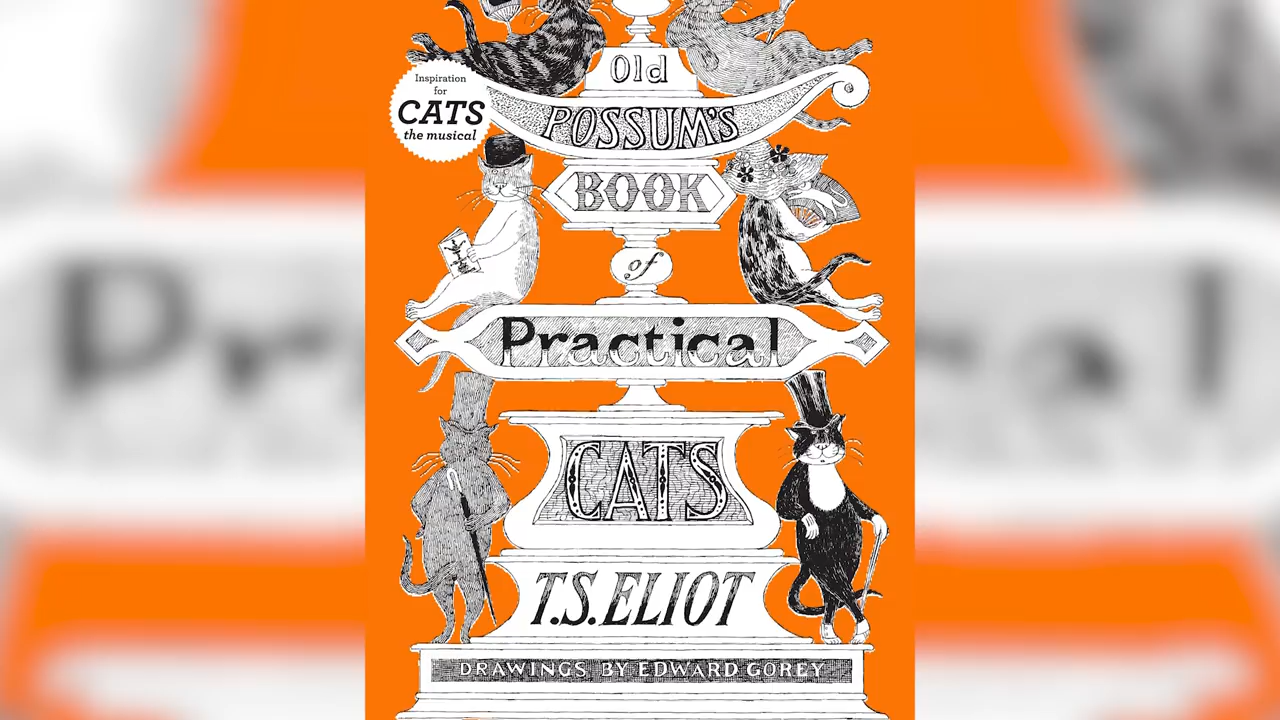 Old
Inspiration
for
CATS
the musical
POSSUM'S
BOOK
of
Practical
CATS
T.S. ELIOT
DRAWINGS BY EDWARD GOREY